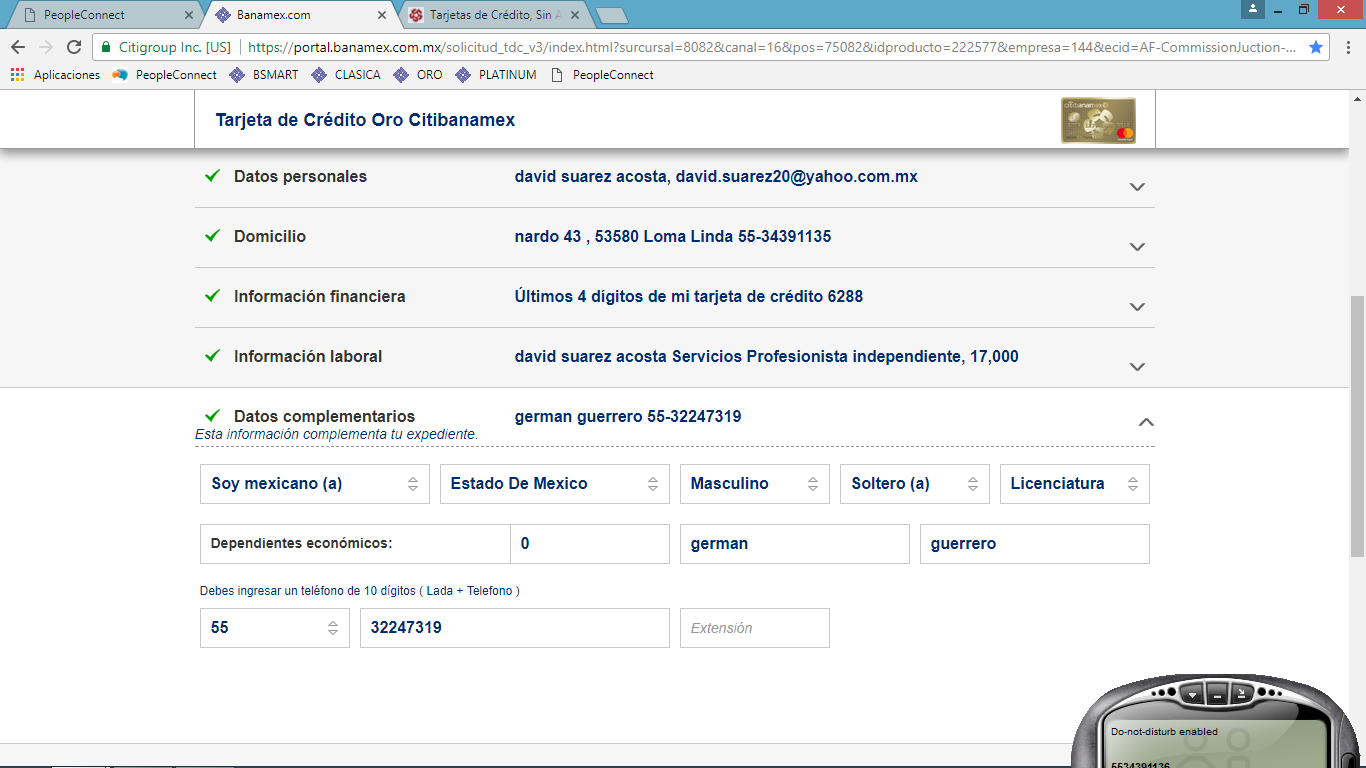 PeopleConnect
Banamex.com
Tarjetas de Crédito, Sin A
Citigroup Inc. [US] https://portal.banamex.com.mx/solicitud_tdc_v3/index.html?sursursal=8082&canal=16&pos=75082&idproducto=222577&empresa=144&ecid=AF-CommissionJuction-...
Aplicaciones PeopleConnect BSMART CLASICA ORO PLATINUM PeopleConnect
Tarjeta de Crédito Oro Citibanamex
citibanamex
Datos personales david suarez acosta, david.suarez20@yahoo.com.mx
Domicilio nardo 43 , 53580 Loma Linda 55-34391135
Información financiera Últimos 4 dígitos de mi tarjeta de crédito 6288
Información laboral david suarez acosta Servicios Profesionista independiente, 17,000
Datos complementarios german guerrero 55-32247319
Esta información complementa tu expediente.
Soy mexicano (a) Estado De Mexico Masculino Soltero (a) Licenciatura
Dependientes económicos: 0 german guerrero
Debes ingresar un teléfono de 10 dígitos ( Lada + Telefono )
55 32247319 Extensión
Do-not-disturb enabled
5534391136